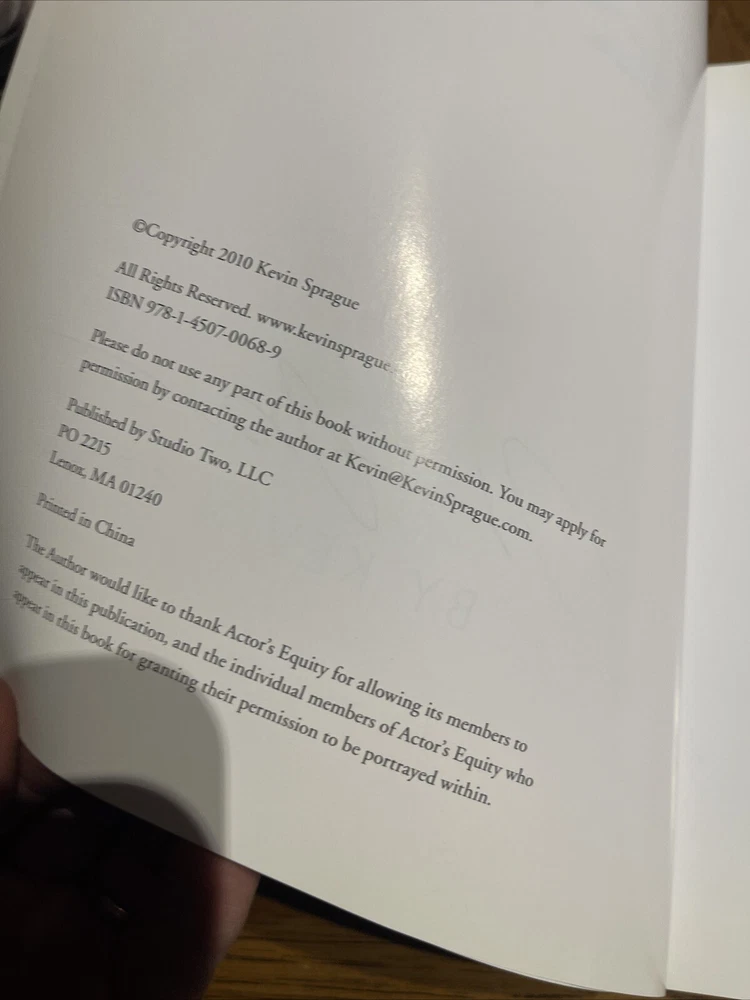 ©Copyright 2010 Kevin Sprague
All Rights Reserved. www.kevinsprague.
ISBN 978-1-4507-0068-9
Please do not use any part of this book without permission. You may apply for
permission by contacting the author at Kevin@KevinSprague.com.
Published by Studio Two, LLC
PO 2215
Lenox, MA 01240
Printed in China
The Author would like to thank Actor's Equity for allowing its members to
appear in this publication, and the individual members of Actor's Equity who
appear in this book for granting their permission to be portrayed within.